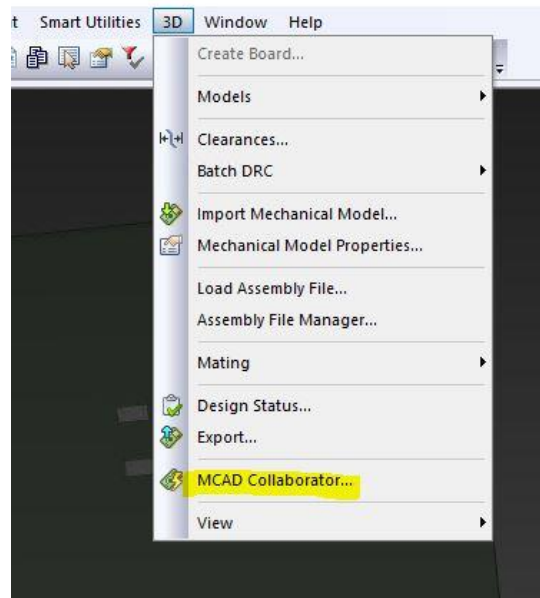 t Smart Utilities 3D Window Help
Create Board...
Models
Clearances...
Batch DRC
Import Mechanical Model...
Mechanical Model Properties...
Load Assembly File...
Assembly File Manager...
Mating
Design Status...
Export...
MCAD Collaborator...
View